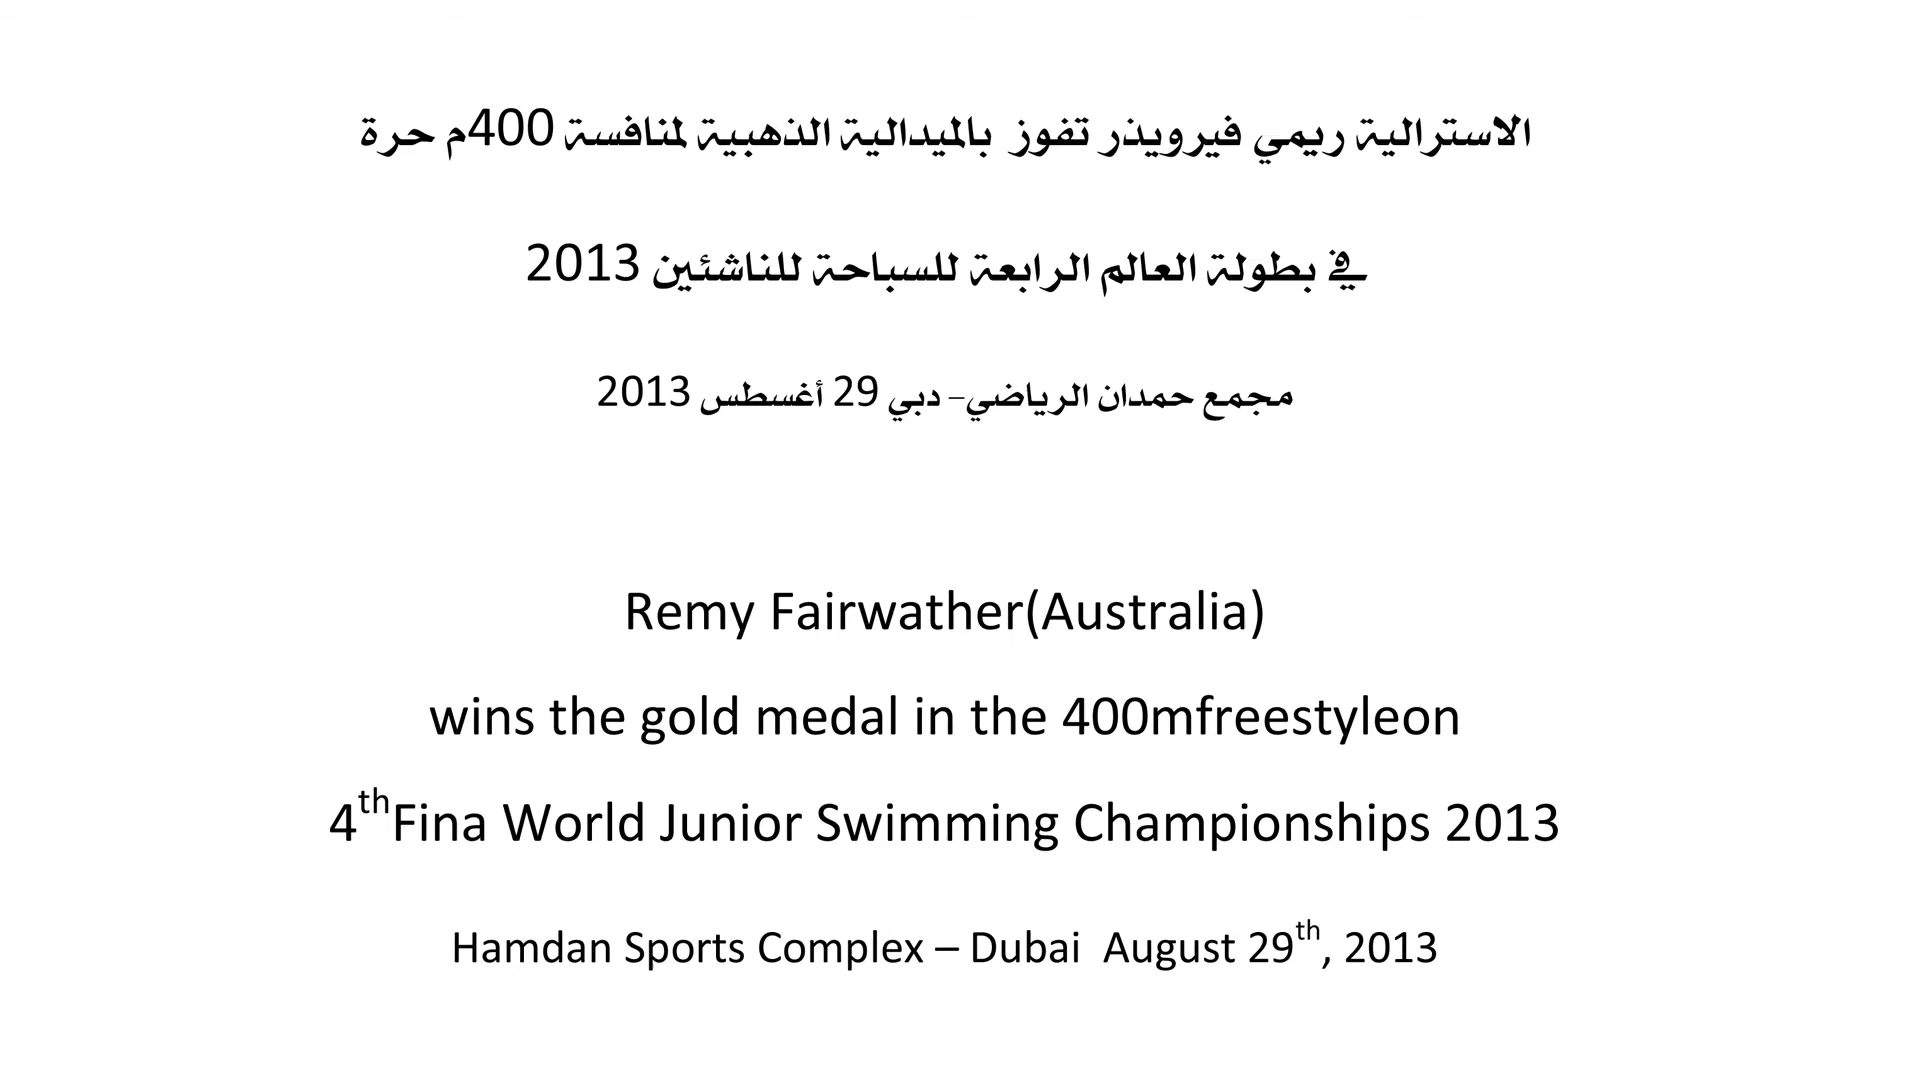 الاسترالية ريمي فيرويذر تفوز بالميدالية الذهبية لمنافسة 400م حرة
في بطولة العالم الرابعة للسباحة للناشئين 2013
مجمع حمدان الرياضي– دبي 29 أغسطس 2013
Remy Fairwather(Australia)
wins the gold medal in the 400mfreestyleon
4thFina World Junior Swimming Championships 2013
Hamdan Sports Complex – Dubai August 29th, 2013